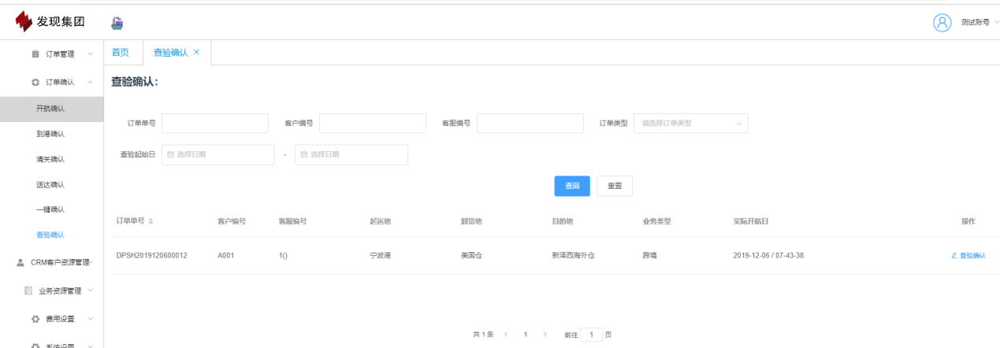 发现集团
测试账号
订单管理
订单确认
开航确认
到港确认
清关确认
送达确认
一键确认
查验确认
CRM客户资源管理
业务资源管理
费用设置
系统设置
首页 查验确认 ×
查验确认：
订单单号 客户编号 客服编号 订单类型 请选择订单类型
查验起始日 选择日期 - 选择日期
查询 重置
订单单号 客户编号 客服编号 起运地 卸货地 目的地 业务类型 实际开航日 操作
DPSH2019120600012 A001 1() 宁波港 美国仓 新泽西海外仓 跨境 2019-12-06 / 07-43-38 查验确认
共 1 条 < 1 > 前往 1 页